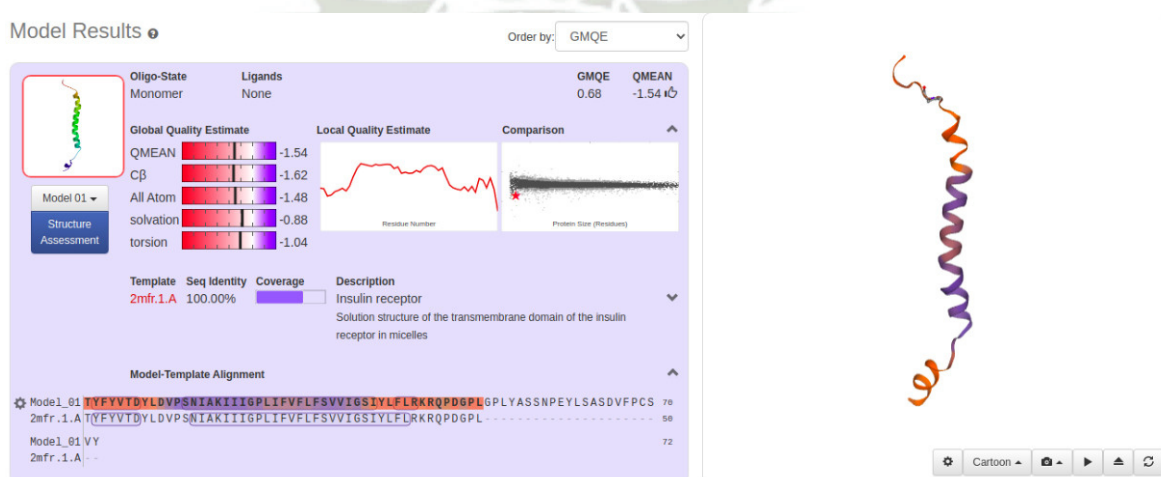 Model Results
Order by: GMQE
Oligo-State Ligands GMQE QMEAN
Monomer None 0.68 -1.54
Global Quality Estimate Local Quality Estimate Comparison
QMEAN -1.54
Cβ -1.62
All Atom -1.48
solvation -0.88
torsion -1.04
Residue Number Protein Size (Residues)
Model 01
Structure
Assessment
Template Seq Identity Coverage Description
2mfr.1.A 100.00% Insulin receptor
Solution structure of the transmembrane domain of the insulin
receptor in micelles
Model-Template Alignment
Model_01 TYFYVTDYLDVPSNIAKIIIGPLIFVFLFSVVIGSIYLFLRKRQPDGPLGPLYASSNPEYLSASDVFPCS 70
2mfr.1.A TYFYVTDYLDVPSNIAKIIIGPLIFVFLFSVVIGSIYLFLRKRQPDGPL--------------------- 50
Model_01 VY 72
2mfr.1.A --
Cartoon